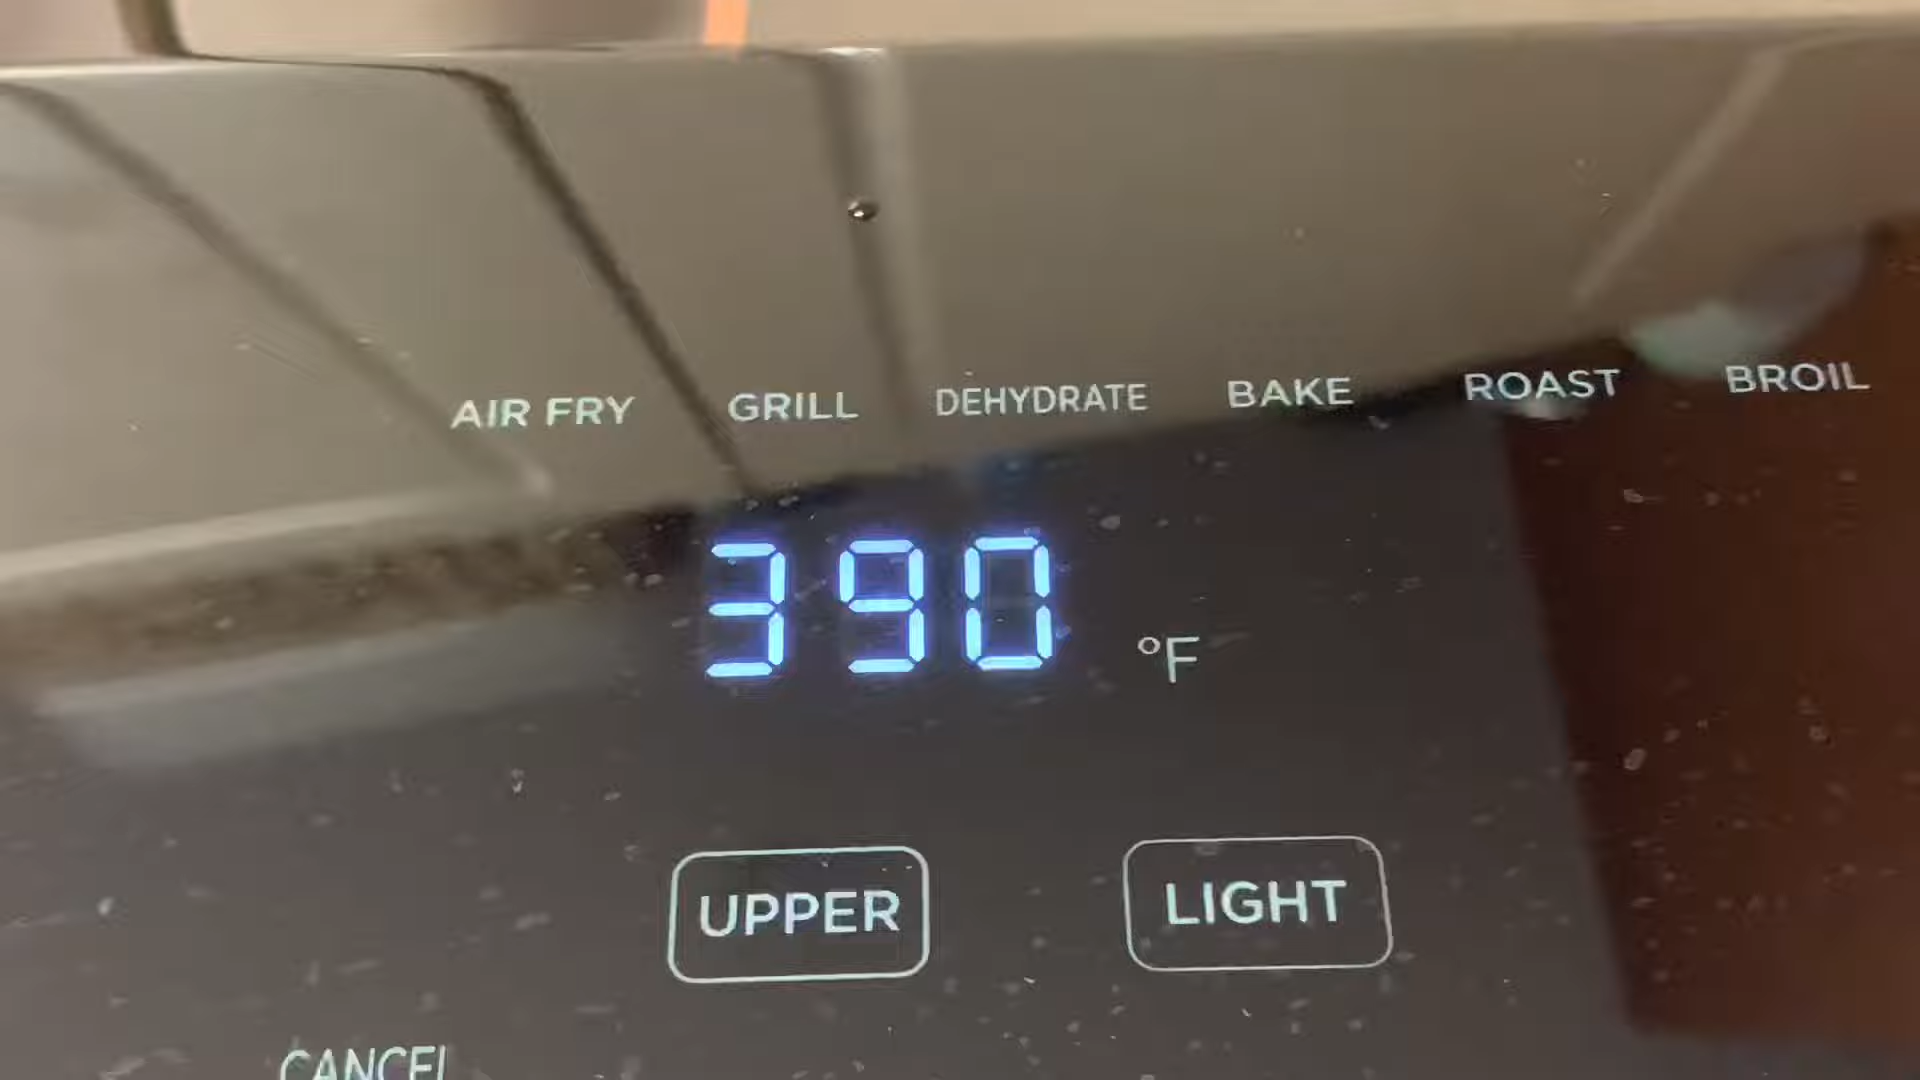 AIR FRY GRILL DEHYDRATE BAKE ROAST BROIL
390 °F
UPPER LIGHT
CANCEL